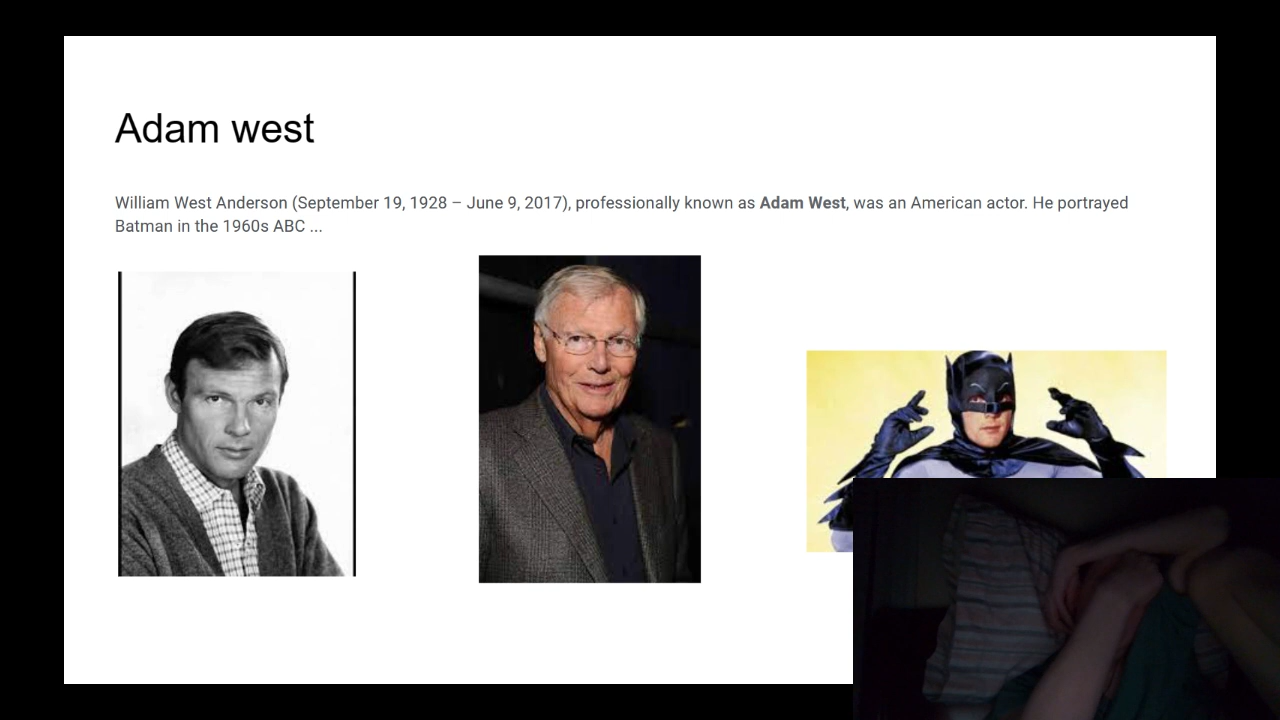 Adam west
William West Anderson (September 19, 1928 – June 9, 2017), professionally known as Adam West, was an American actor. He portrayed
Batman in the 1960s ABC ...